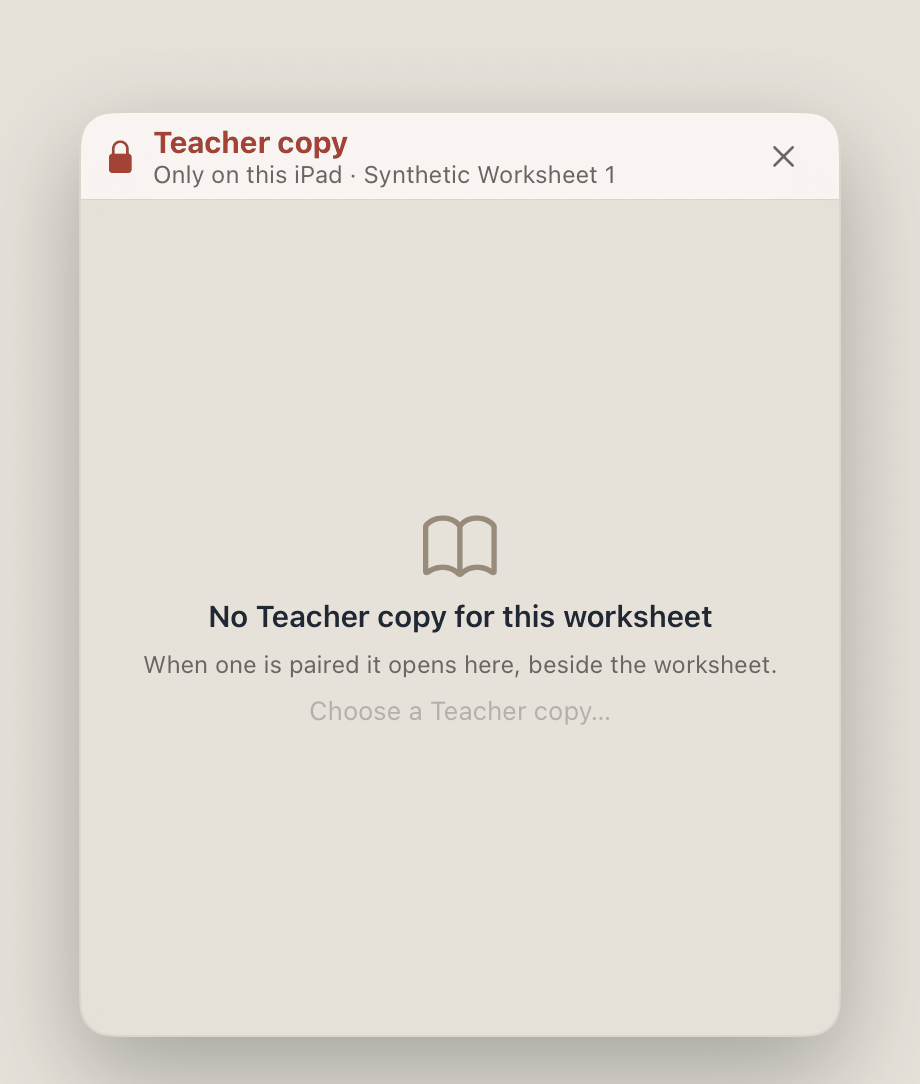 Teacher copy
Only on this iPad · Synthetic Worksheet 1
No Teacher copy for this worksheet
When one is paired it opens here, beside the worksheet.
Choose a Teacher copy…